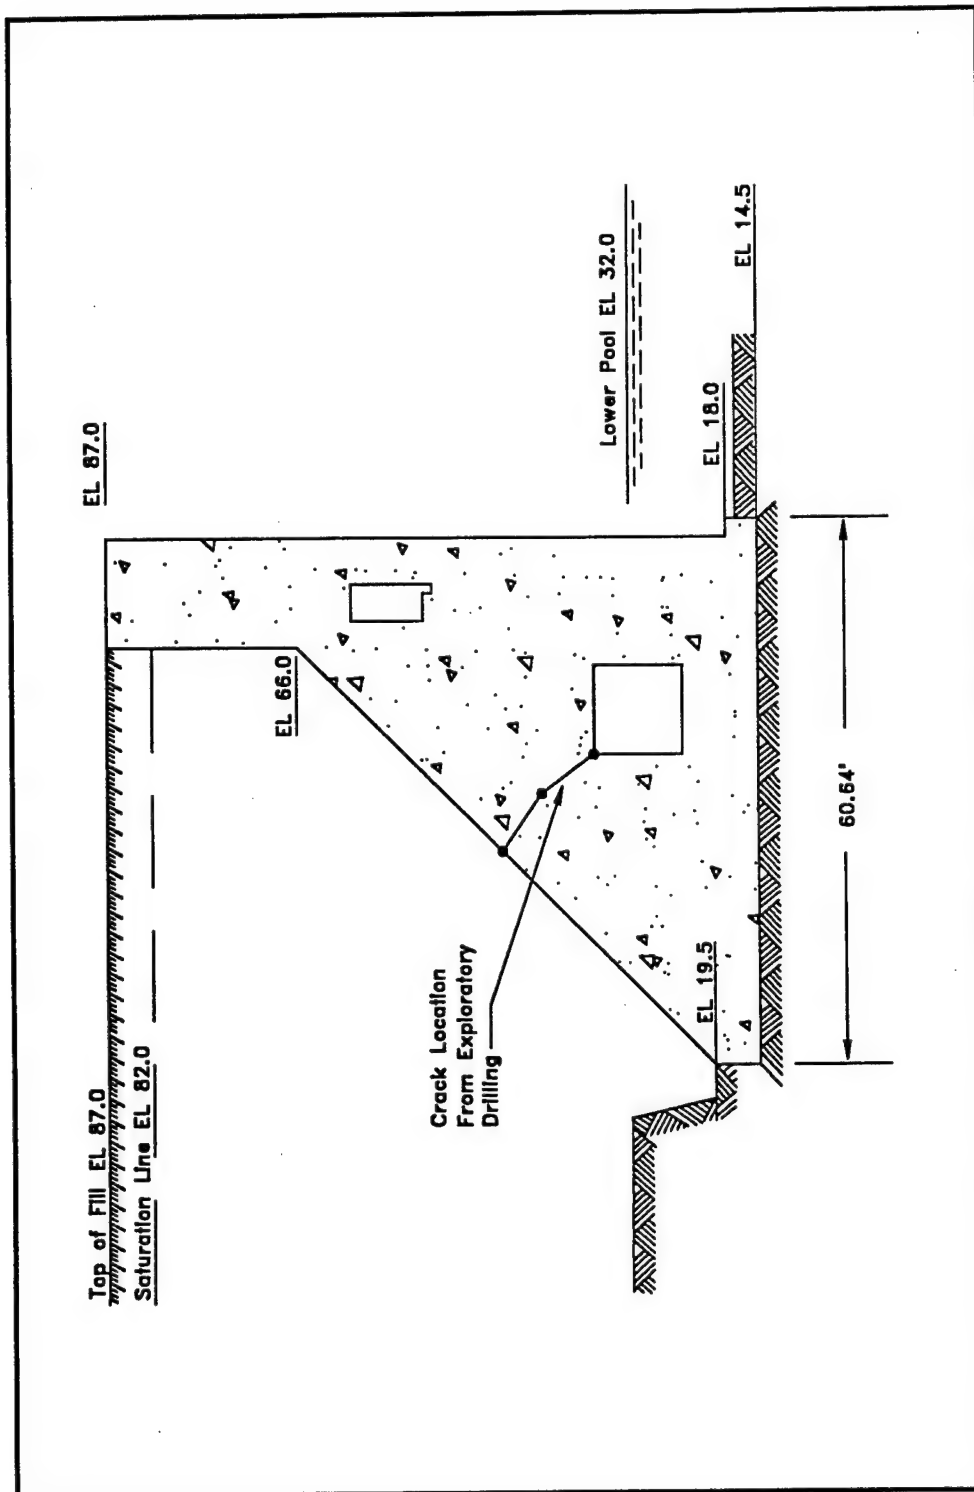 Top of Fill EL 87.0
Saturation Line EL 82.0
EL 87.0
EL 66.0
Crack Location
From Exploratory
Drilling
Lower Pool EL 32.0
EL 19.5
EL 18.0
EL 14.5
60.64'